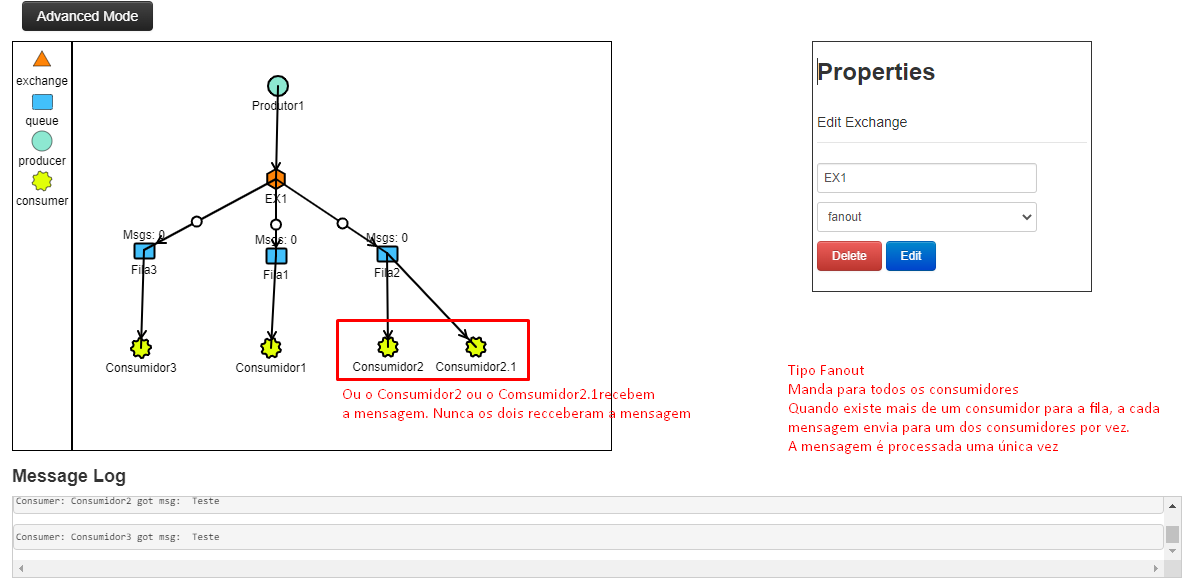 Advanced Mode
exchange
queue
producer
consumer
Produtor1
EX1
Msgs: 0
Msgs: 0
Msgs: 0
Fila3
Fila1
Fila2
Consumidor3
Consumidor1
Consumidor2
Consumidor2.1
Ou o Consumidor2 ou o Comsumidor2.1recebem
a mensagem. Nunca os dois recceberam a mensagem
Properties
Edit Exchange
EX1
fanout
Delete
Edit
Tipo Fanout
Manda para todos os consumidores
Quando existe mais de um consumidor para a fila, a cada
mensagem envia para um dos consumidores por vez.
A mensagem é processada uma única vez
Message Log
Consumer: Consumidor2 got msg: Teste
Consumer: Consumidor3 got msg: Teste